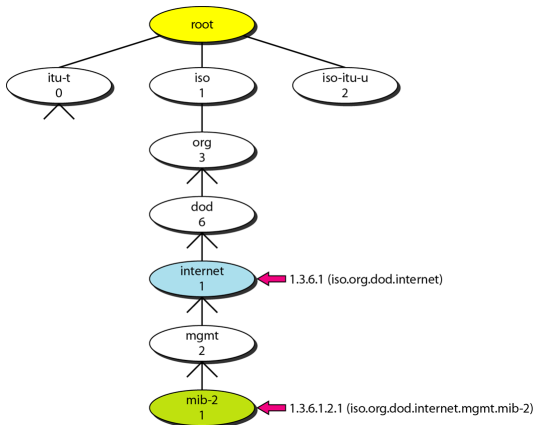 root
itu-t
0
iso
1
iso-itu-u
2
org
3
dod
6
internet
1
1.3.6.1 (iso.org.dod.internet)
mgmt
2
mib-2
1
1.3.6.1.2.1 (iso.org.dod.internet.mgmt.mib-2)